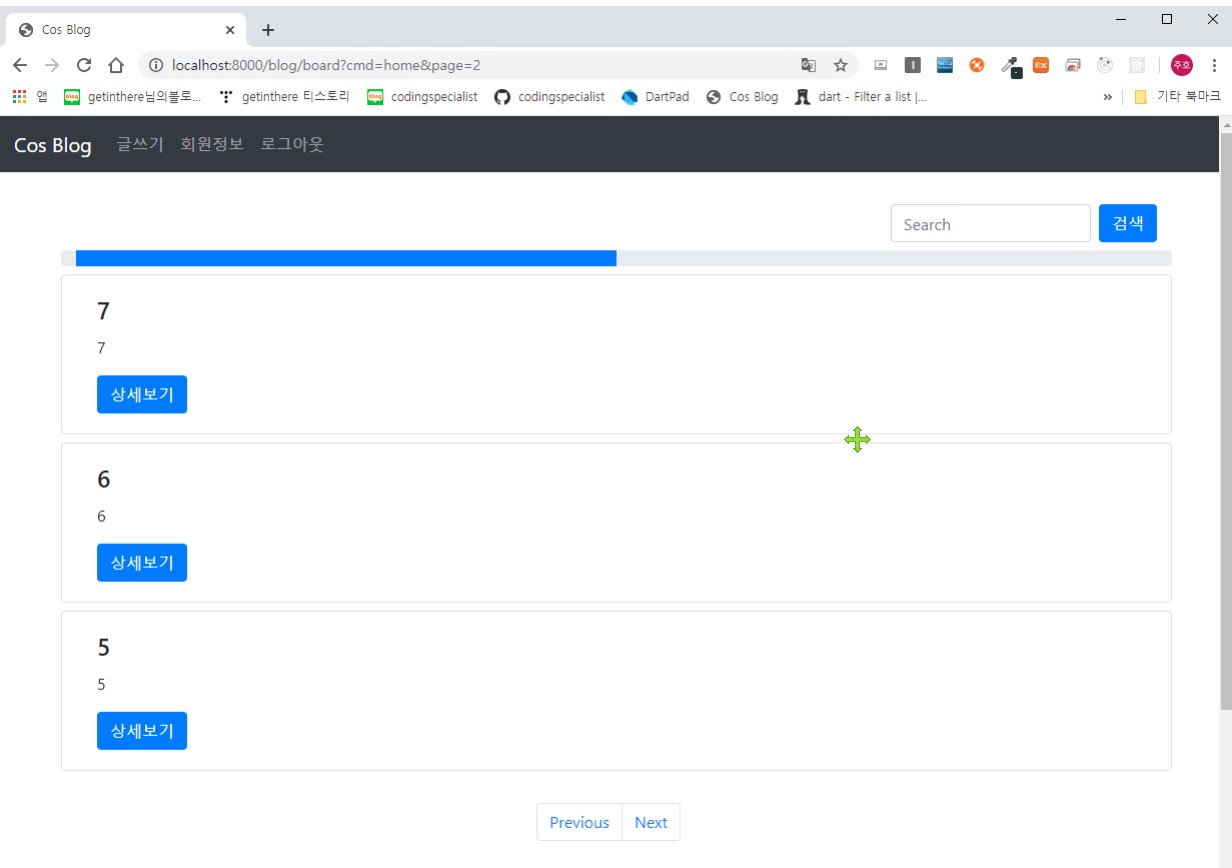 Cos Blog
localhost:8000/blog/board?cmd=home&page=2
주호
앱 getinthere님의블로... getinthere 티스토리 codingspecialist codingspecialist DartPad Cos Blog dart - Filter a list |... » 기타 북마크
Cos Blog 글쓰기 회원정보 로그아웃
Search 검색
7
7
상세보기
6
6
상세보기
5
5
상세보기
Previous Next